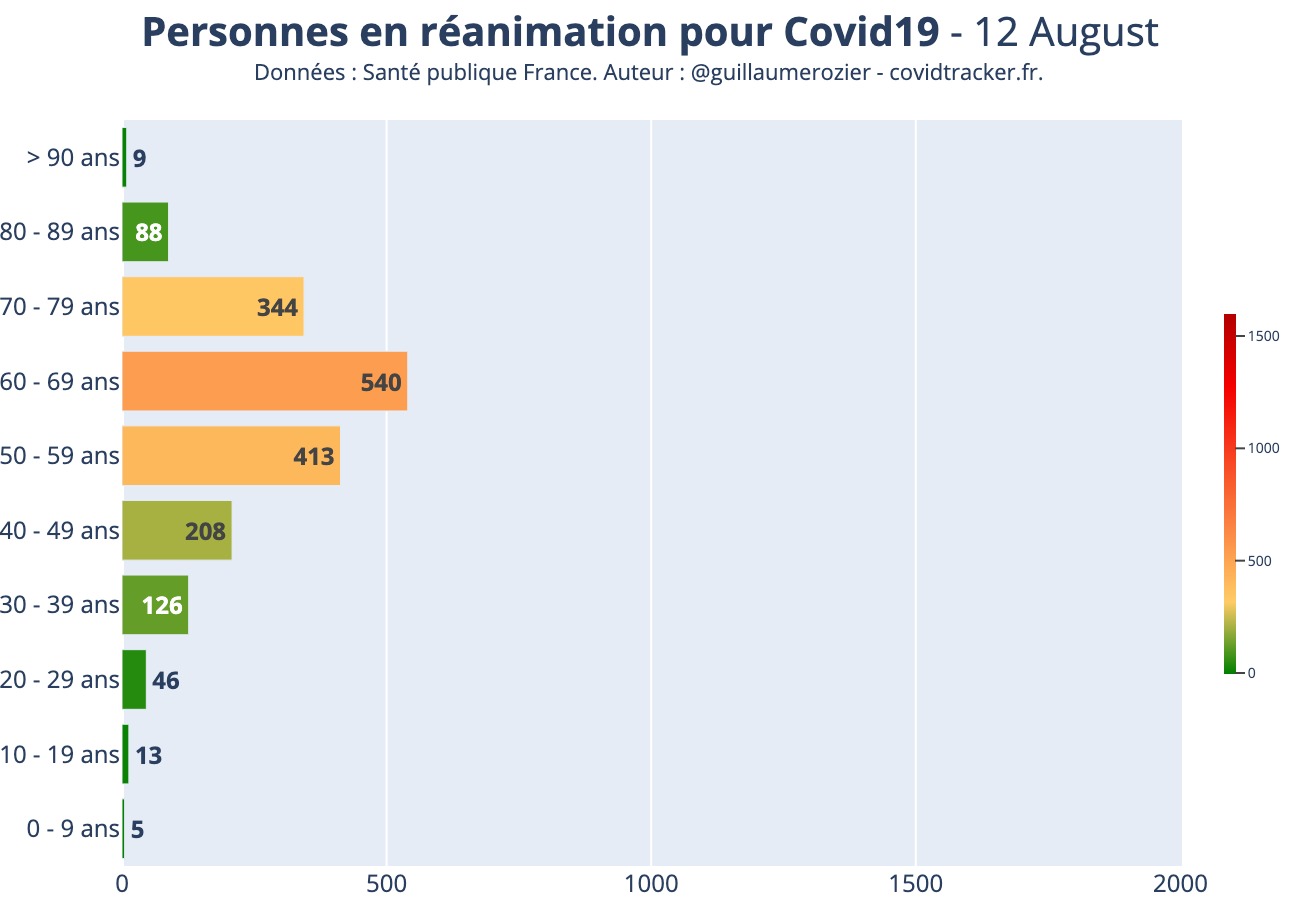 Personnes en réanimation pour Covid19 - 12 August
Données : Santé publique France. Auteur : @guillaumerozier - covidtracker.fr.
> 90 ans 9
80 - 89 ans 88
70 - 79 ans 344
60 - 69 ans 540
50 - 59 ans 413
40 - 49 ans 208
30 - 39 ans 126
20 - 29 ans 46
10 - 19 ans 13
0 - 9 ans 5
0 500 1000 1500 2000
1500
1000
500
0